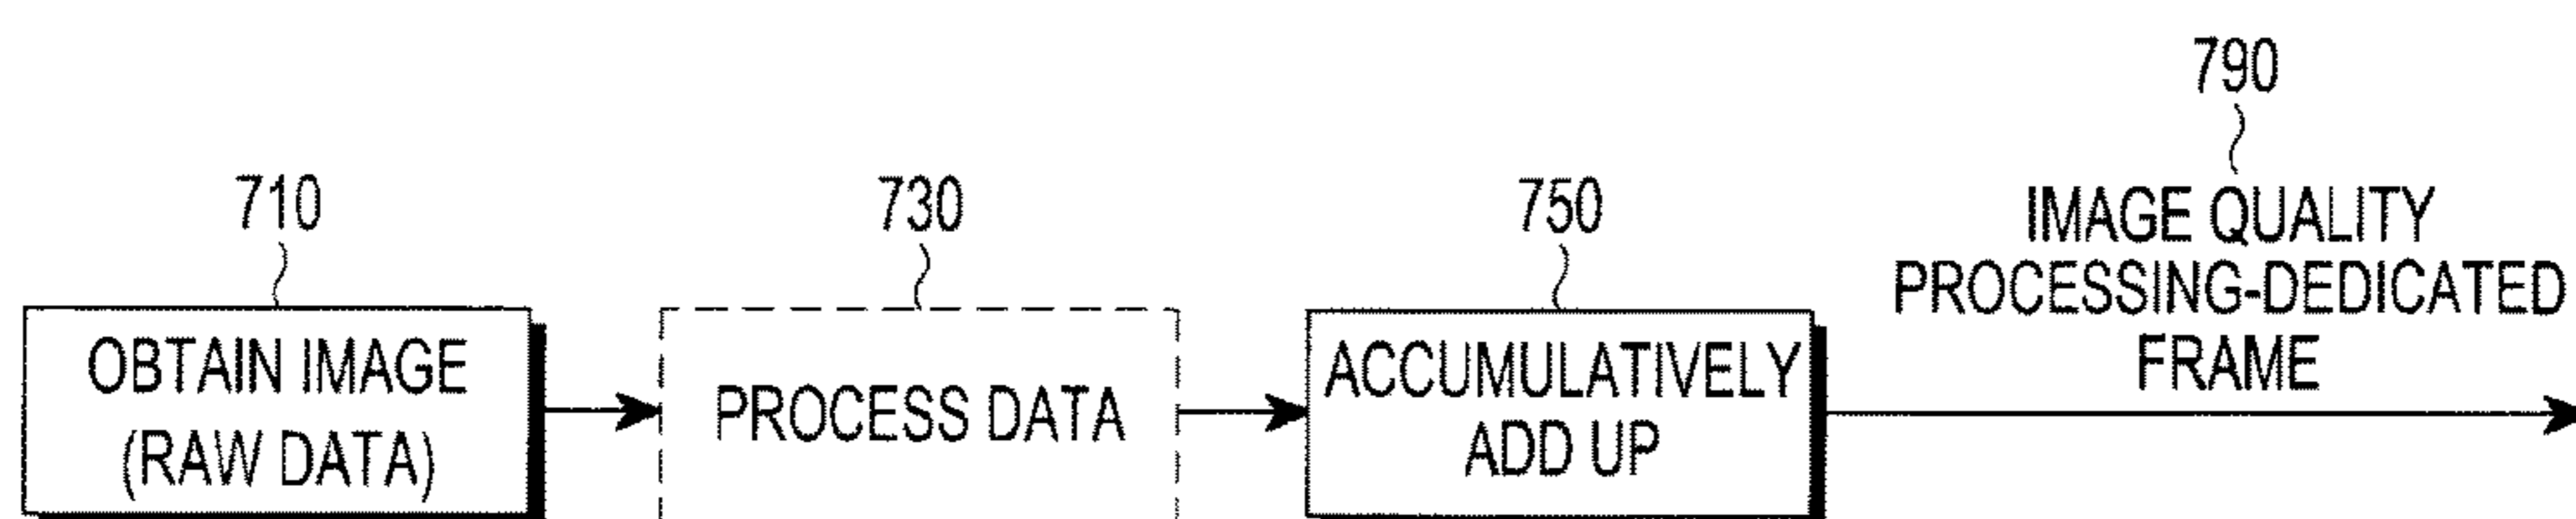 790
710
730
750
IMAGE QUALITY
PROCESSING-DEDICATED
FRAME
OBTAIN IMAGE
(RAW DATA)
PROCESS DATA
ACCUMULATIVELY
ADD UP